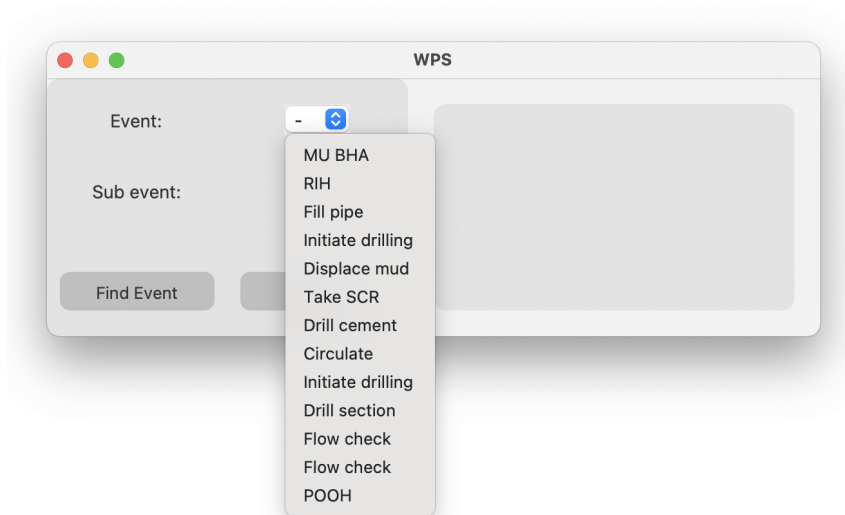 WPS
Event:
-
MU BHA
RIH
Sub event:
Fill pipe
Initiate drilling
Displace mud
Find Event
Take SCR
Drill cement
Circulate
Initiate drilling
Drill section
Flow check
Flow check
POOH